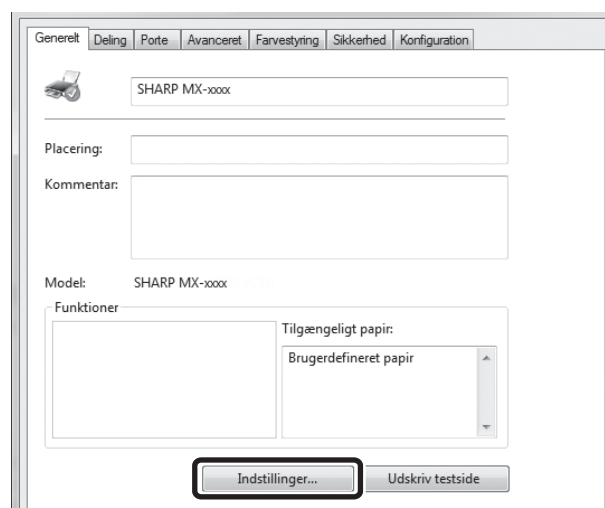 Generelt Deling Porte Avanceret Farvestyring Sikkerhed Konfiguration
SHARP MX-xxxx
Placering:
Kommentar:
Model: SHARP MX-xxxx
Funktioner
Tilgængeligt papir:
Brugerdefineret papir
Indstillinger... Udskriv testside